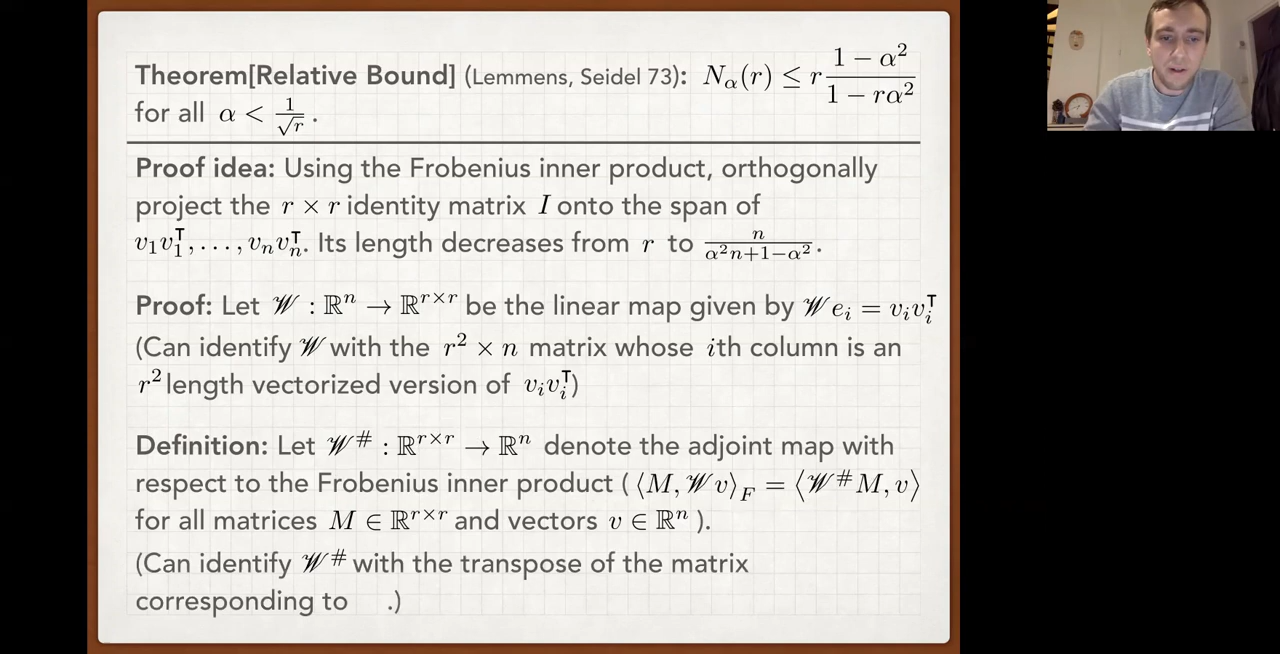 Theorem[Relative Bound] (Lemmens, Seidel 73): $N_\alpha(r) \leq r\frac{1-\alpha^2}{1-r\alpha^2}$
for all $\alpha < \frac{1}{\sqrt{r}}$ .
Proof idea: Using the Frobenius inner product, orthogonally
project the $r \times r$ identity matrix $I$ onto the span of
$v_1v_1^\mathsf{T}, \ldots, v_nv_n^\mathsf{T}$. Its length decreases from $r$ to $\frac{n}{\alpha^2n+1-\alpha^2}$.
Proof: Let $\mathscr{W} : \mathbb{R}^n \to \mathbb{R}^{r \times r}$ be the linear map given by $\mathscr{W}e_i = v_iv_i^\mathsf{T}$
(Can identify $\mathscr{W}$ with the $r^2 \times n$ matrix whose $i$th column is an
$r^2$ length vectorized version of $v_iv_i^\mathsf{T}$)
Definition: Let $\mathscr{W}^\# : \mathbb{R}^{r \times r} \to \mathbb{R}^n$ denote the adjoint map with
respect to the Frobenius inner product ( $\langle M, \mathscr{W}v \rangle_F = \langle \mathscr{W}^\# M, v \rangle$
for all matrices $M \in \mathbb{R}^{r \times r}$ and vectors $v \in \mathbb{R}^n$ ).
(Can identify $\mathscr{W}^\#$ with the transpose of the matrix
corresponding to .)